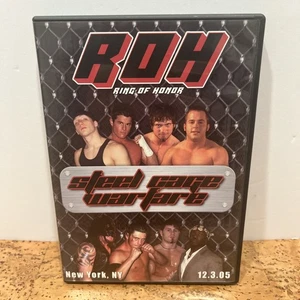 ROH
RING OF HONOR
Steel Cage
Warfare
New York, NY
12.3.05